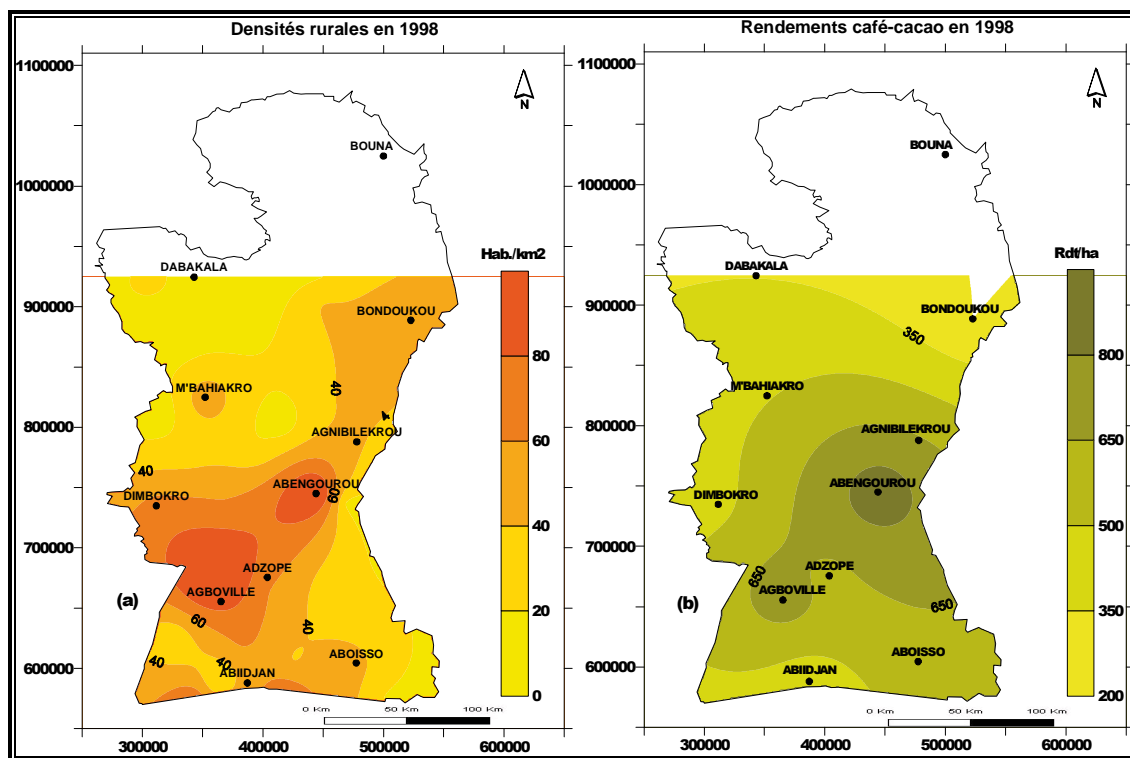 Densités rurales en 1998
1100000
N
BOUNA
1000000
Hab./km2
DABAKALA
900000
BONDOUKOU
80
M'BAHIAKRO
40
800000
4
AGNIBILEKROU
60
40
ABENGOUROU
60
DIMBOKRO
40
700000
ADZOPE
AGBOVILLE
(a)
60
40
20
600000
40
40
ABOISSO
ABIIDJAN
0
0 Km 50 Km 100 Km
300000 400000 500000 600000
Rendements café-cacao en 1998
1100000
N
BOUNA
1000000
Rdt/ha
DABAKALA
900000
BONDOUKOU
350
800
M'BAHIAKRO
800000
AGNIBILEKROU
650
ABENGOUROU
DIMBOKRO
500
700000
ADZOPE
650
AGBOVILLE
(b)
650
350
600000
ABOISSO
ABIIDJAN
200
0 Km 50 Km 100 Km
300000 400000 500000 600000